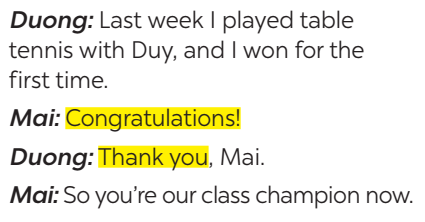 Duong: Last week I played table
tennis with Duy, and I won for the
first time.
Mai: Congratulations!
Duong: Thank you, Mai.
Mai: So you're our class champion now.